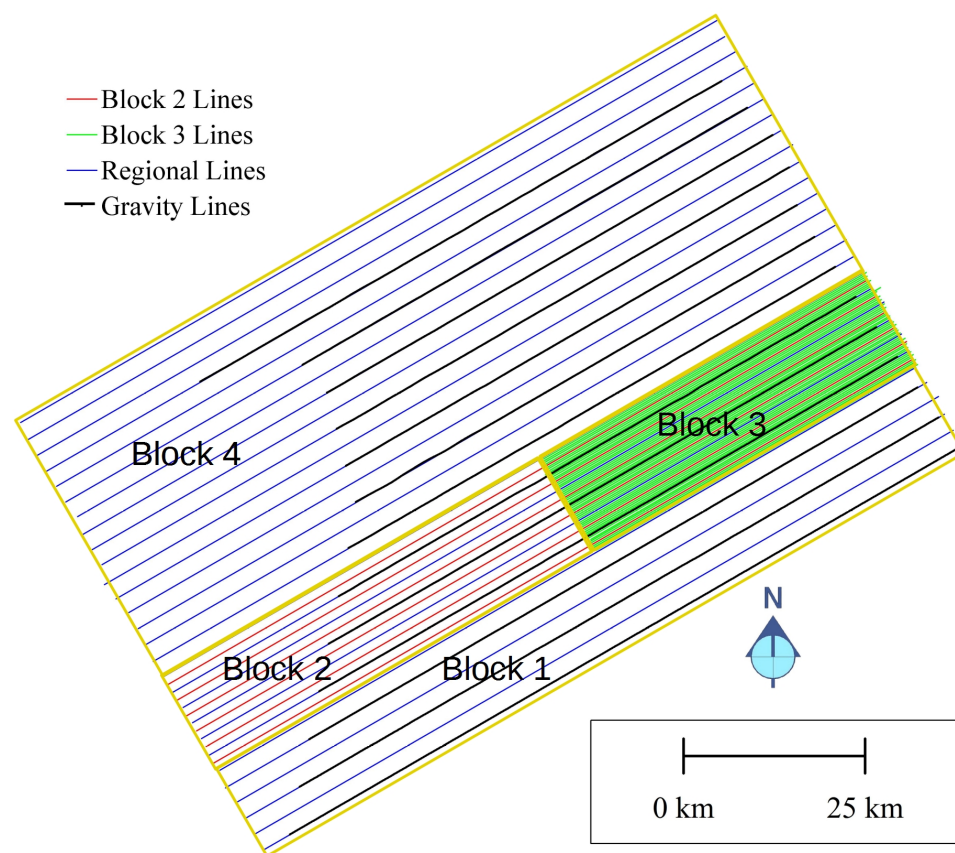 Block 2 Lines
Block 3 Lines
Regional Lines
Gravity Lines
Block 3
Block 4
Block 2
Block 1
N
0 km
25 km